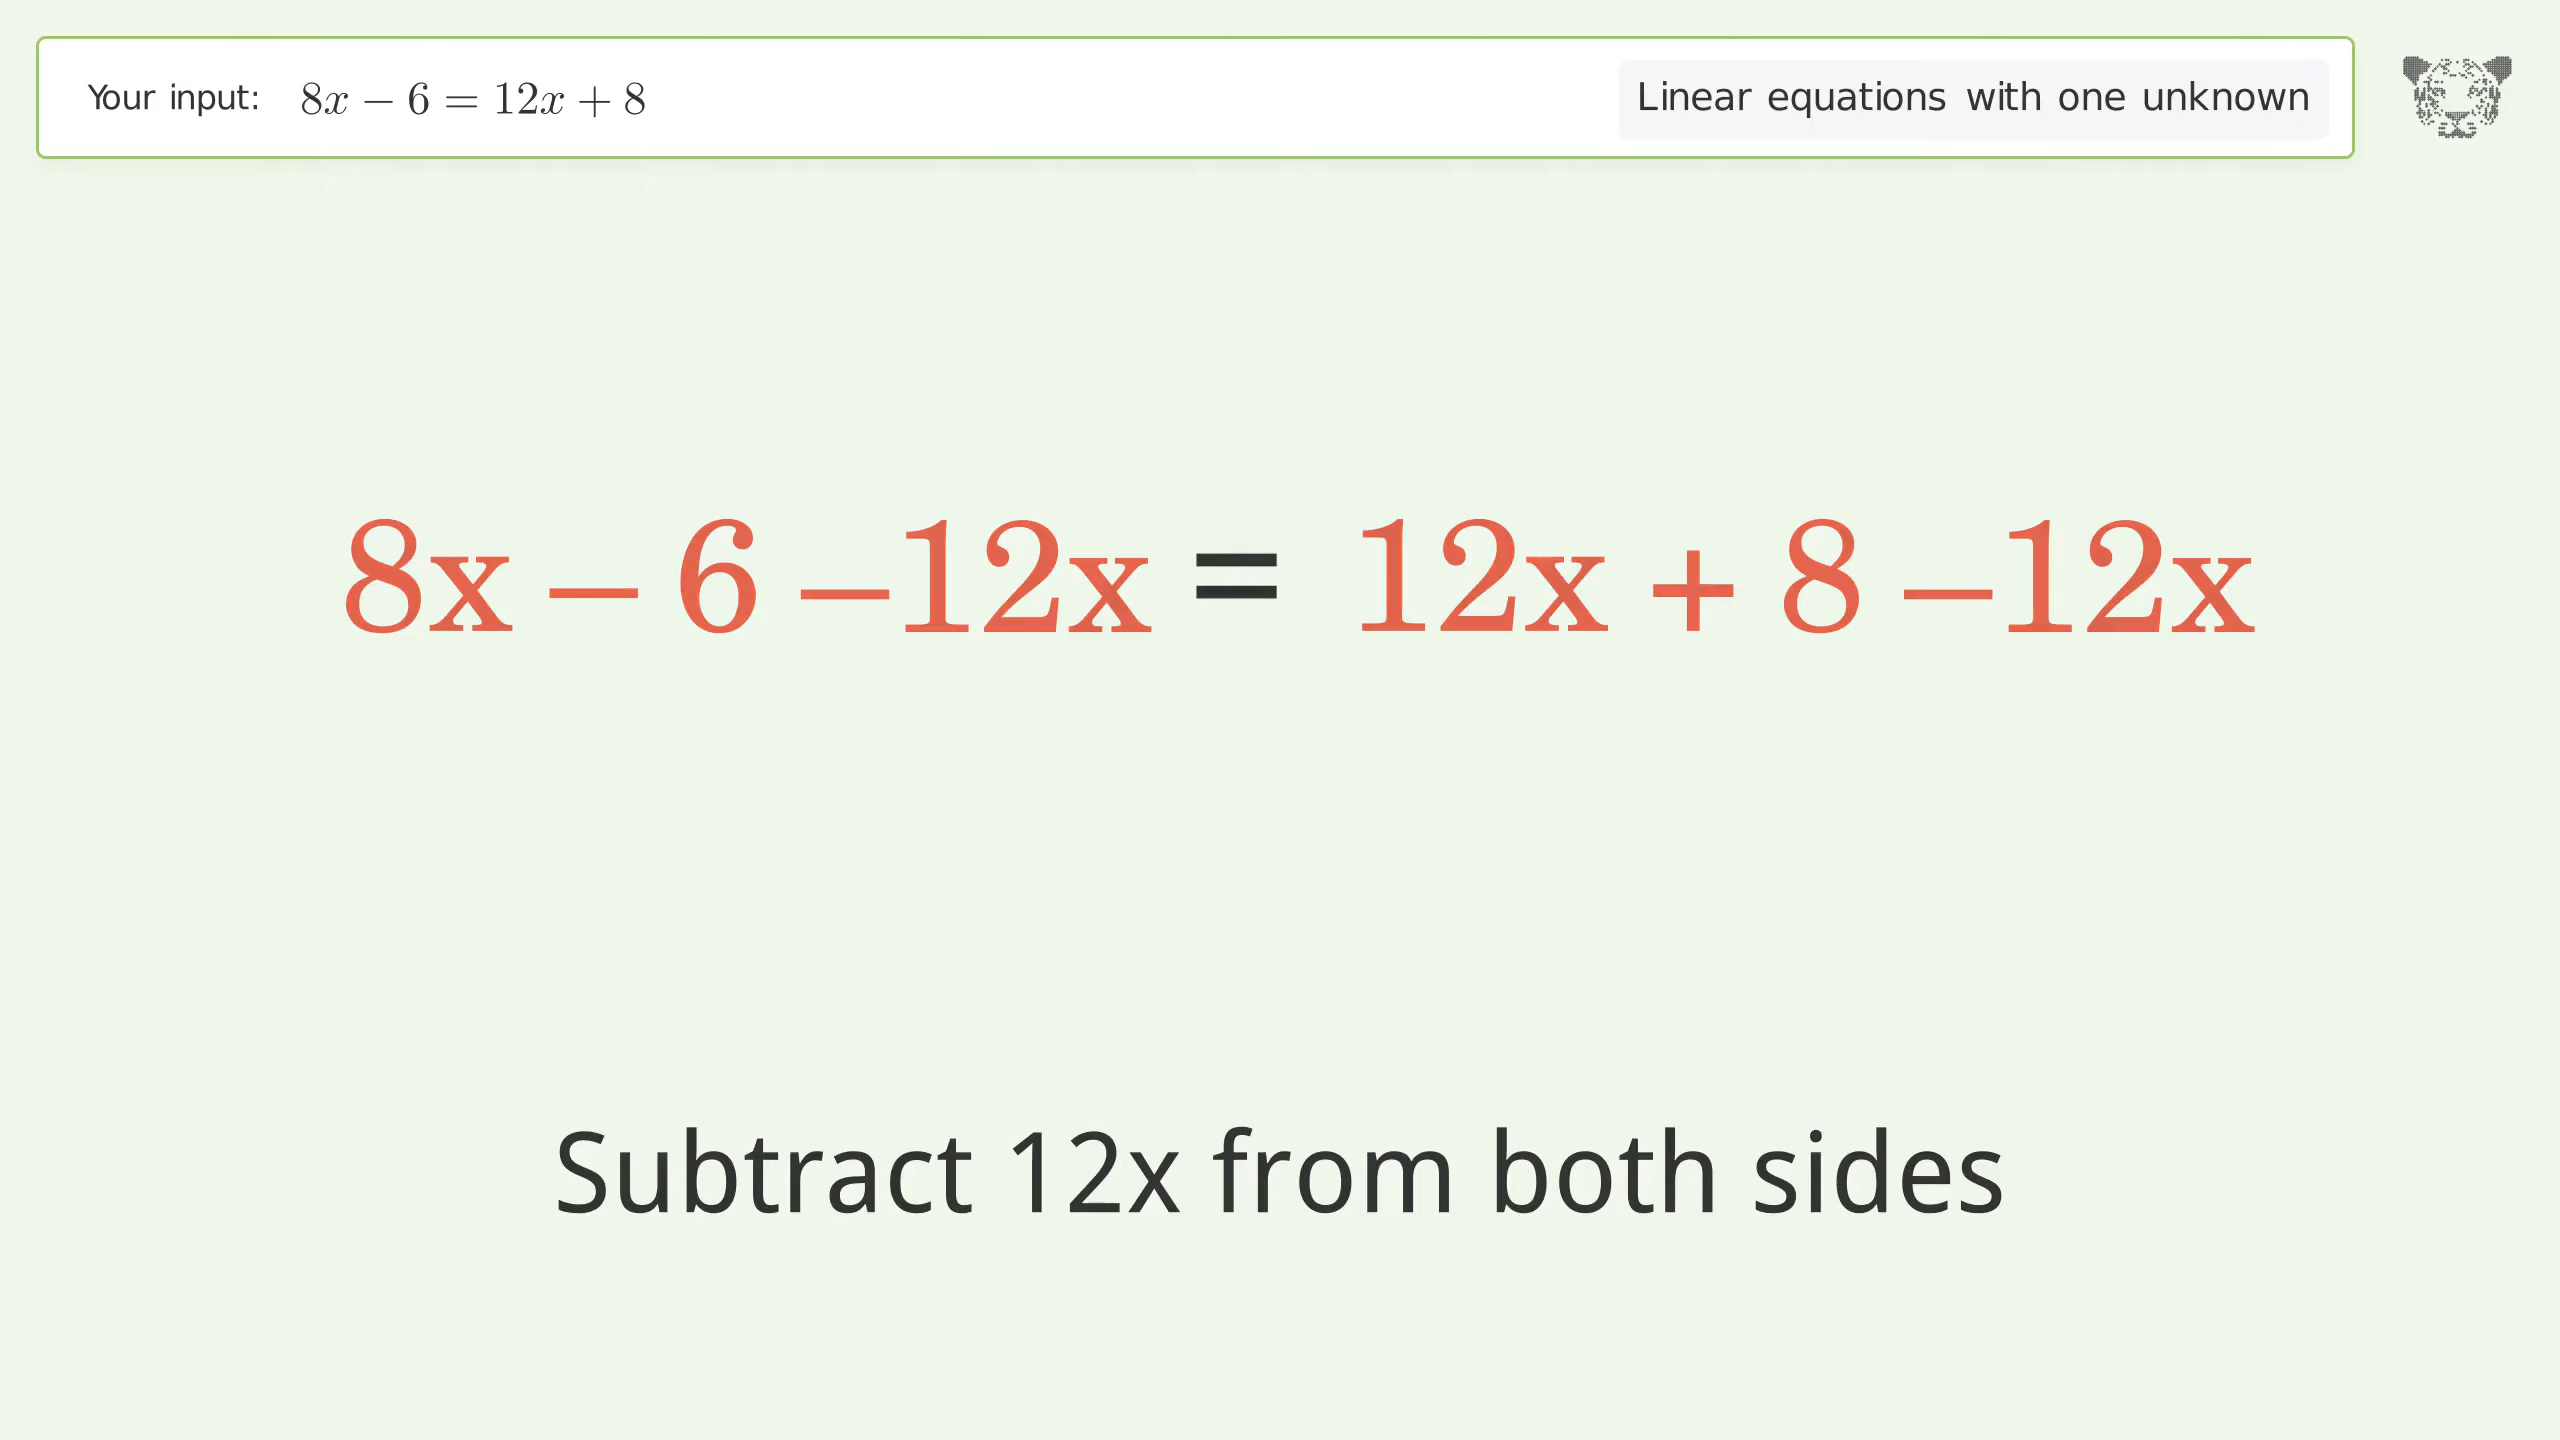 Your input: 8x − 6 = 12x + 8 Linear equations with one unknown
8x − 6 −12x = 12x + 8 −12x
Subtract 12x from both sides